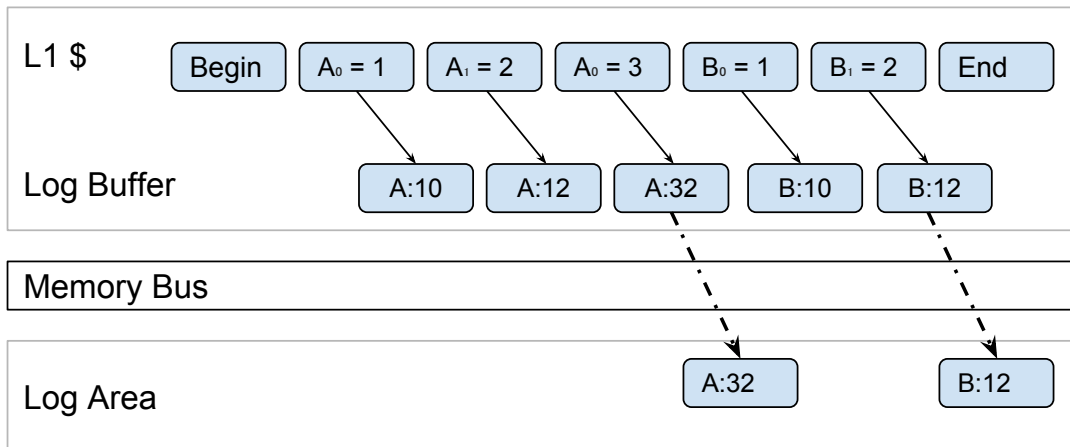 L1 $
Begin
A₀ = 1
A₁ = 2
A₀ = 3
B₀ = 1
B₁ = 2
End
Log Buffer
A:10
A:12
A:32
B:10
B:12
Memory Bus
Log Area
A:32
B:12